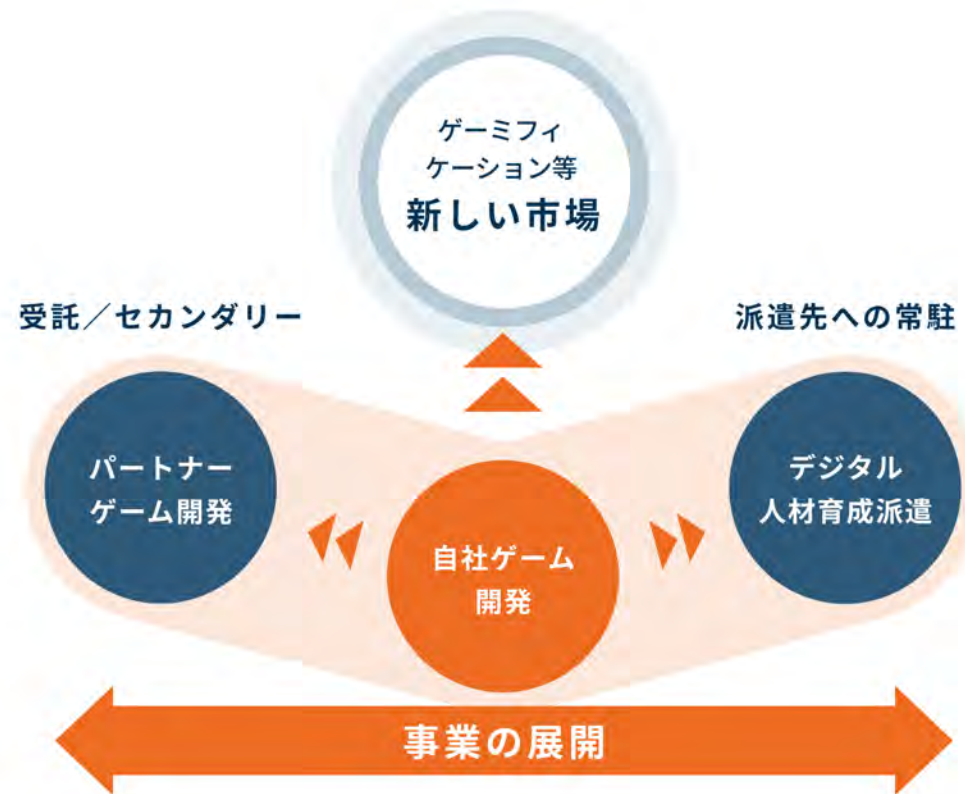 ゲーミフィ
ケーション等
新しい市場
受託／セカンダリー
派遣先への常駐
パートナー
ゲーム開発
デジタル
人材育成派遣
自社ゲーム
開発
事業の展開